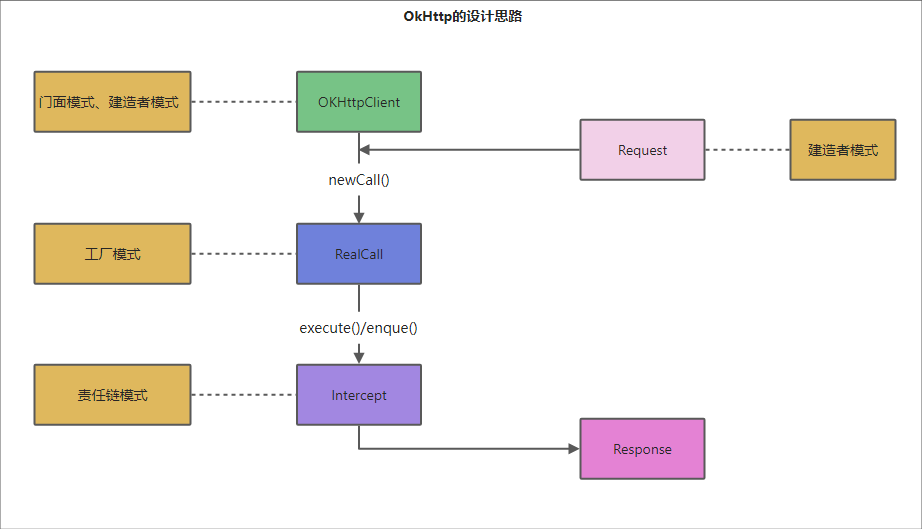 OkHttp的设计思路
门面模式、建造者模式
OKHttpClient
Request
建造者模式
newCall()
工厂模式
RealCall
execute()/enque()
责任链模式
Intercept
Response